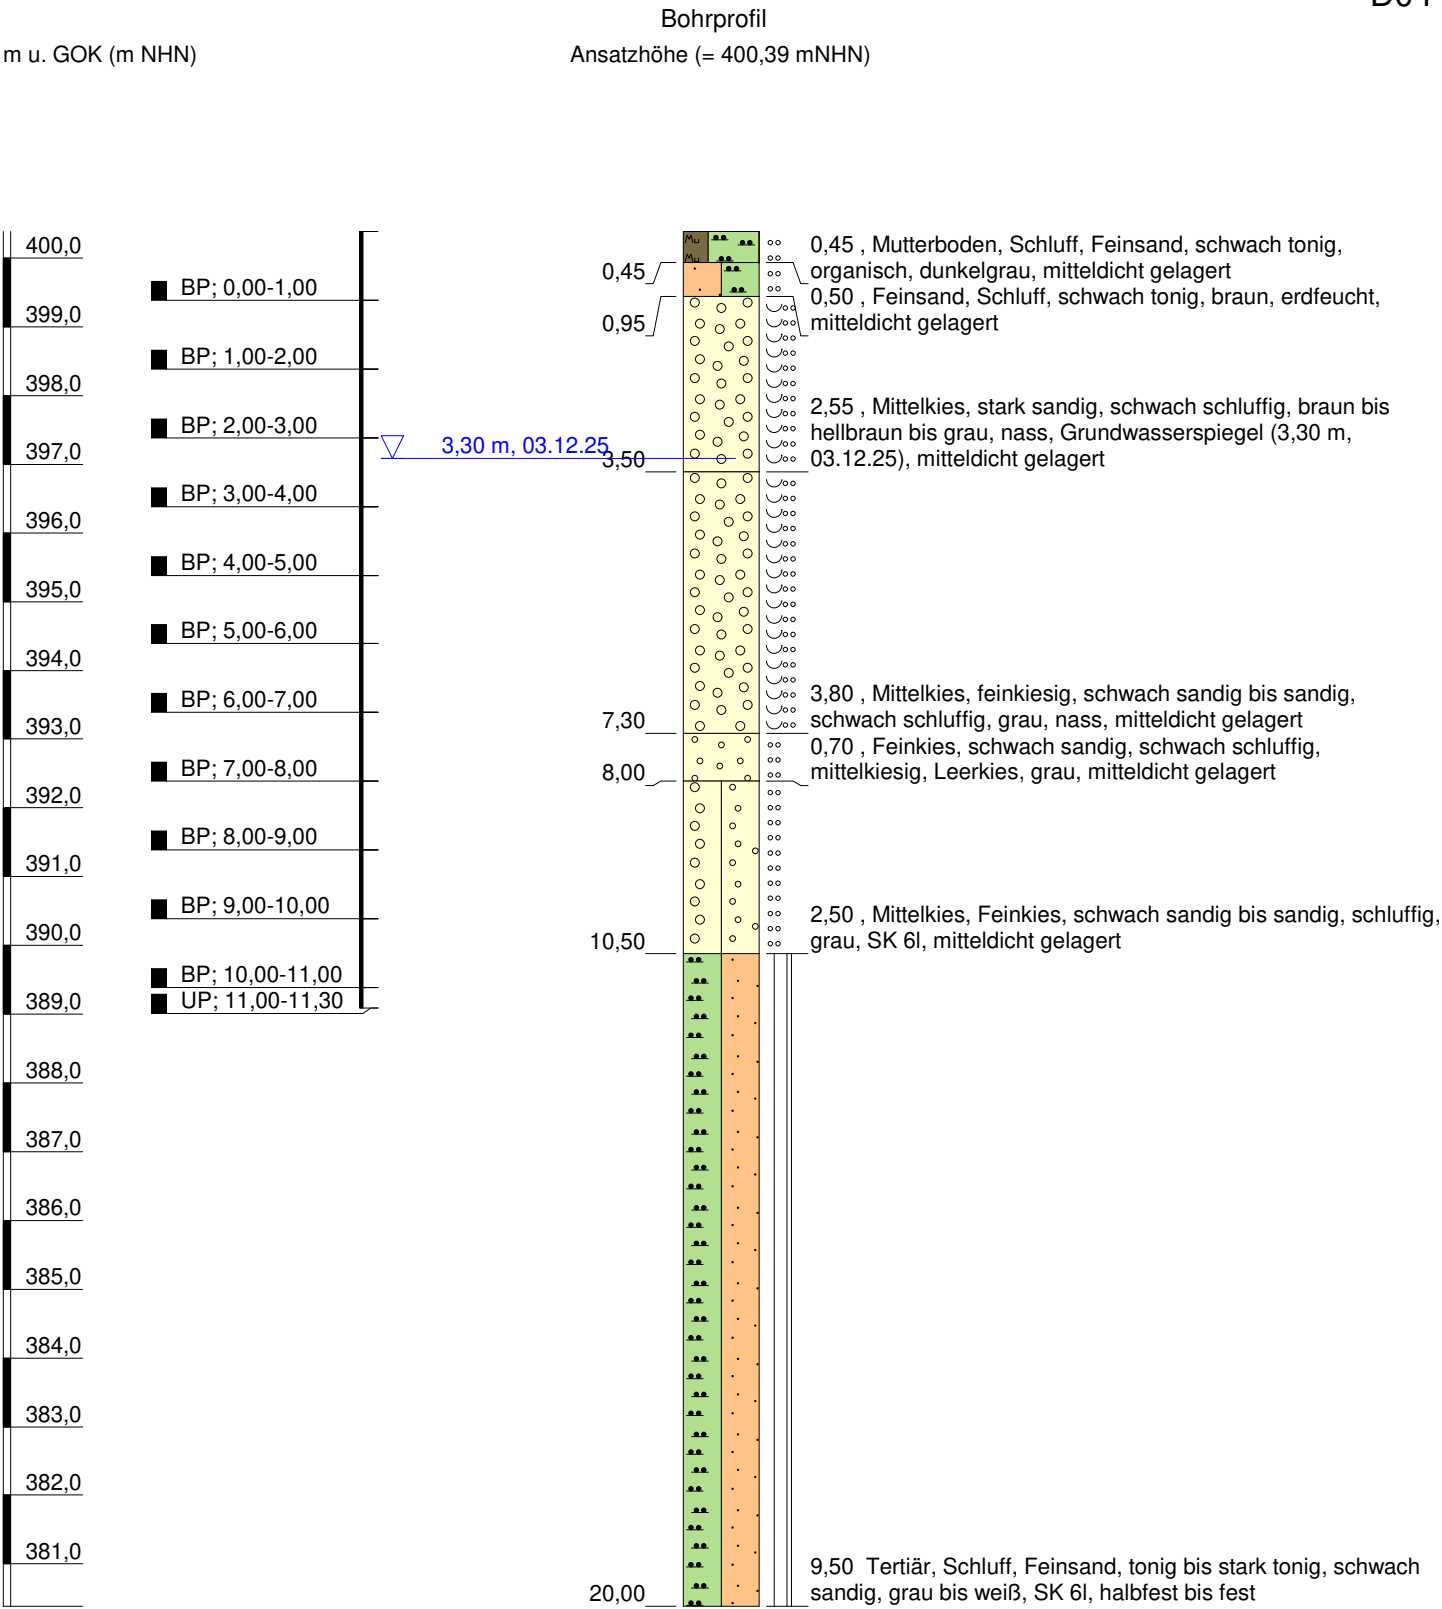 Bohrprofil
m u. GOK (m NHN)
Ansatzhöhe (= 400,39 mNHN)
400,0
399,0
398,0
397,0
396,0
395,0
394,0
393,0
392,0
391,0
390,0
389,0
388,0
387,0
386,0
385,0
384,0
383,0
382,0
381,0
BP; 0,00-1,00
BP; 1,00-2,00
BP; 2,00-3,00
BP; 3,00-4,00
BP; 4,00-5,00
BP; 5,00-6,00
BP; 6,00-7,00
BP; 7,00-8,00
BP; 8,00-9,00
BP; 9,00-10,00
BP; 10,00-11,00
UP; 11,00-11,30
3,30 m, 03.12.25
0,45
0,95
3,50
7,30
8,00
10,50
20,00
Mu
Mu
0,45 , Mutterboden, Schluff, Feinsand, schwach tonig,
organisch, dunkelgrau, mitteldicht gelagert
0,50 , Feinsand, Schluff, schwach tonig, braun, erdfeucht,
mitteldicht gelagert
2,55 , Mittelkies, stark sandig, schwach schluffig, braun bis
hellbraun bis grau, nass, Grundwasserspiegel (3,30 m,
03.12.25), mitteldicht gelagert
3,80 , Mittelkies, feinkiesig, schwach sandig bis sandig,
schwach schluffig, grau, nass, mitteldicht gelagert
0,70 , Feinkies, schwach sandig, schwach schluffig,
mittelkiesig, Leerkies, grau, mitteldicht gelagert
2,50 , Mittelkies, Feinkies, schwach sandig bis sandig, schluffig,
grau, SK 6l, mitteldicht gelagert
9,50 Tertiär, Schluff, Feinsand, tonig bis stark tonig, schwach
sandig, grau bis weiß, SK 6l, halbfest bis fest